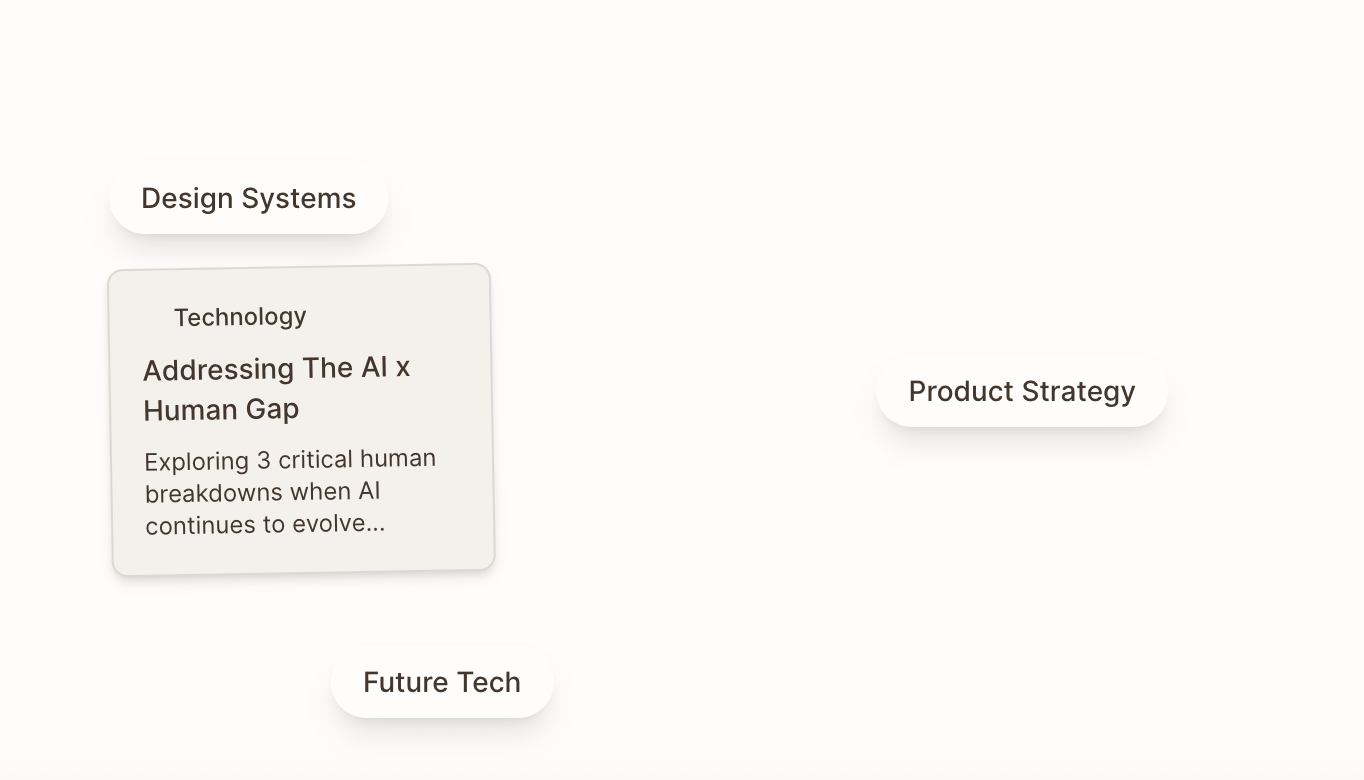 Design Systems
Technology
Addressing The AI x
Human Gap
Exploring 3 critical human
breakdowns when AI
continues to evolve...
Product Strategy
Future Tech